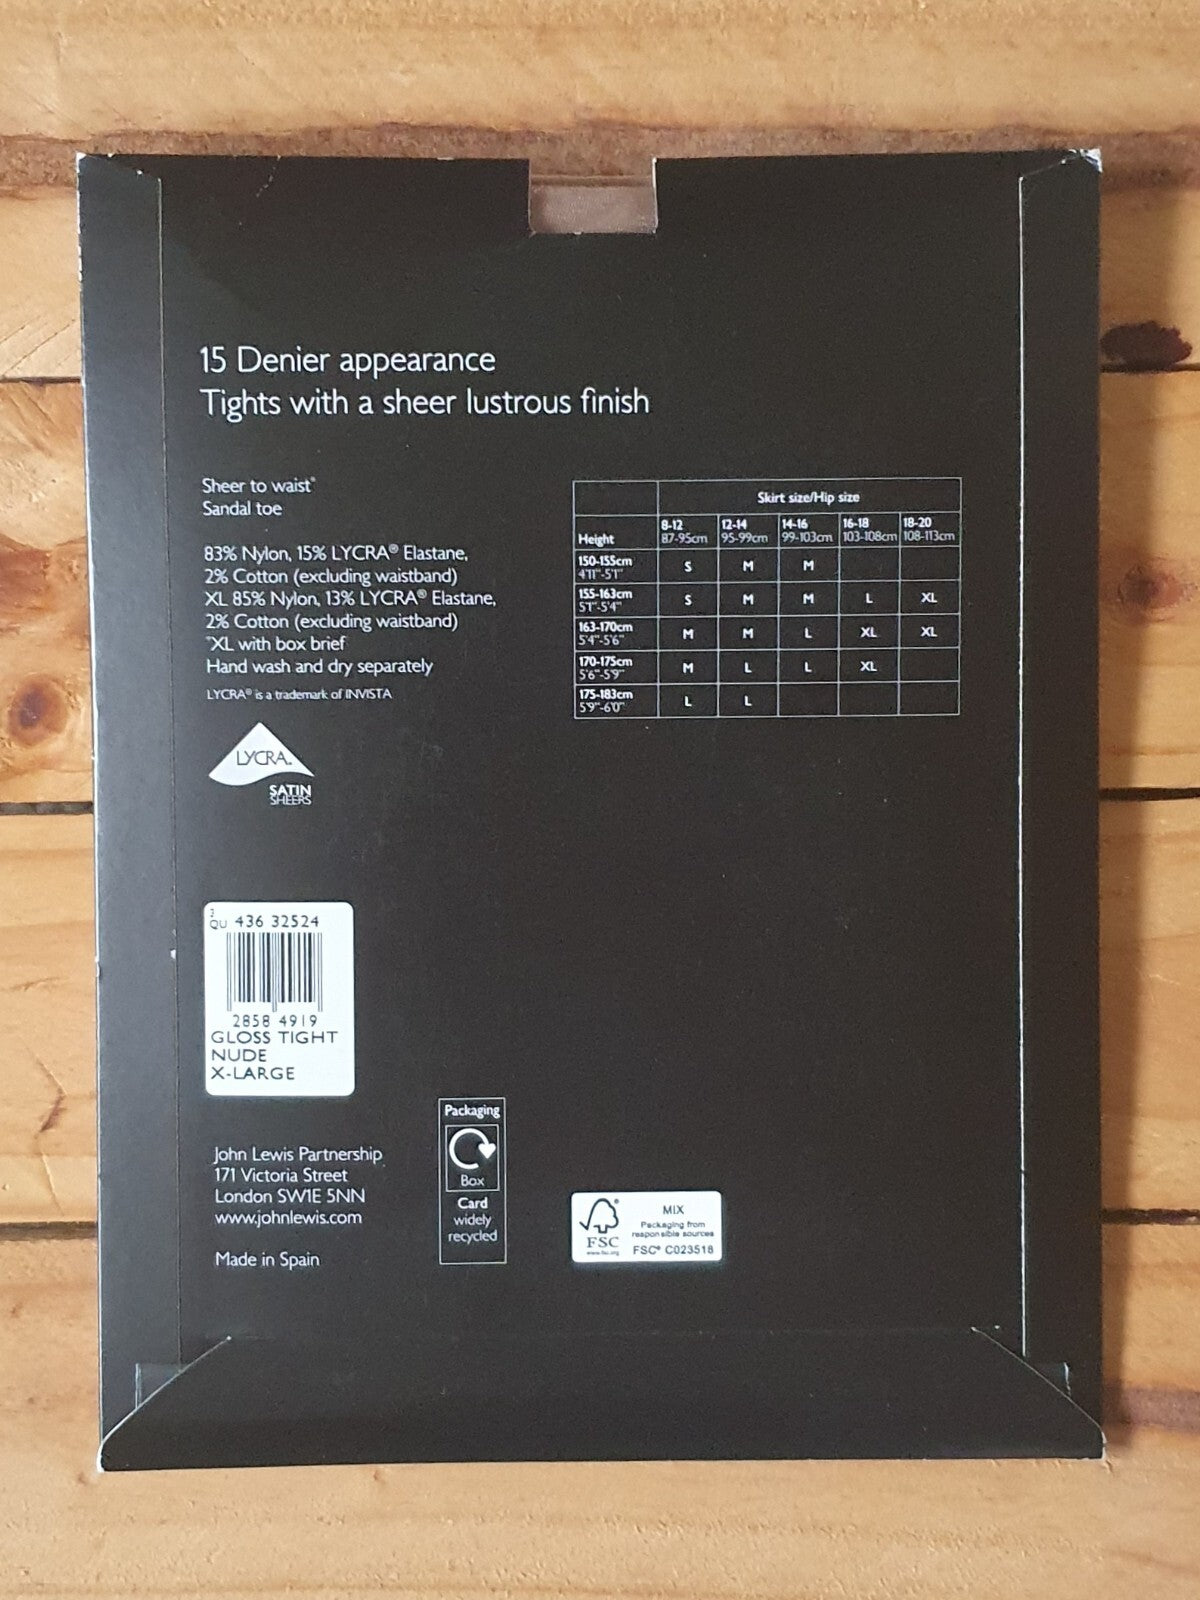 15 Denier appearance
Tights with a sheer lustrous finish
Sheer to waist*
Sandal toe
83% Nylon, 15% LYCRA® Elastane,
2% Cotton (excluding waistband)
XL 85% Nylon, 13% LYCRA® Elastane,
2% Cotton (excluding waistband)
*XL with box brief
Hand wash and dry separately
LYCRA® is a trademark of INVISTA
LYCRA.
SATIN
SHEERS
Skirt size/Hip size
Height 8-12 12-14 14-16 16-18 18-20
87-95cm 95-99cm 99-103cm 103-108cm 108-113cm
150-155cm S M M
4'11"-5'1"
155-163cm S M M L XL
5'1"-5'4"
163-170cm M M L XL XL
5'4"-5'6"
170-175cm M L L XL
5'6"-5'9"
175-183cm L L
5'9"-6'0"
3
QU 436 32524
2858 4919
GLOSS TIGHT
NUDE
X-LARGE
John Lewis Partnership
171 Victoria Street
London SW1E 5NN
www.johnlewis.com
Made in Spain
Packaging
Box
Card
widely
recycled
FSC
www.fsc.org
MIX
Packaging from
responsible sources
FSC® C023518